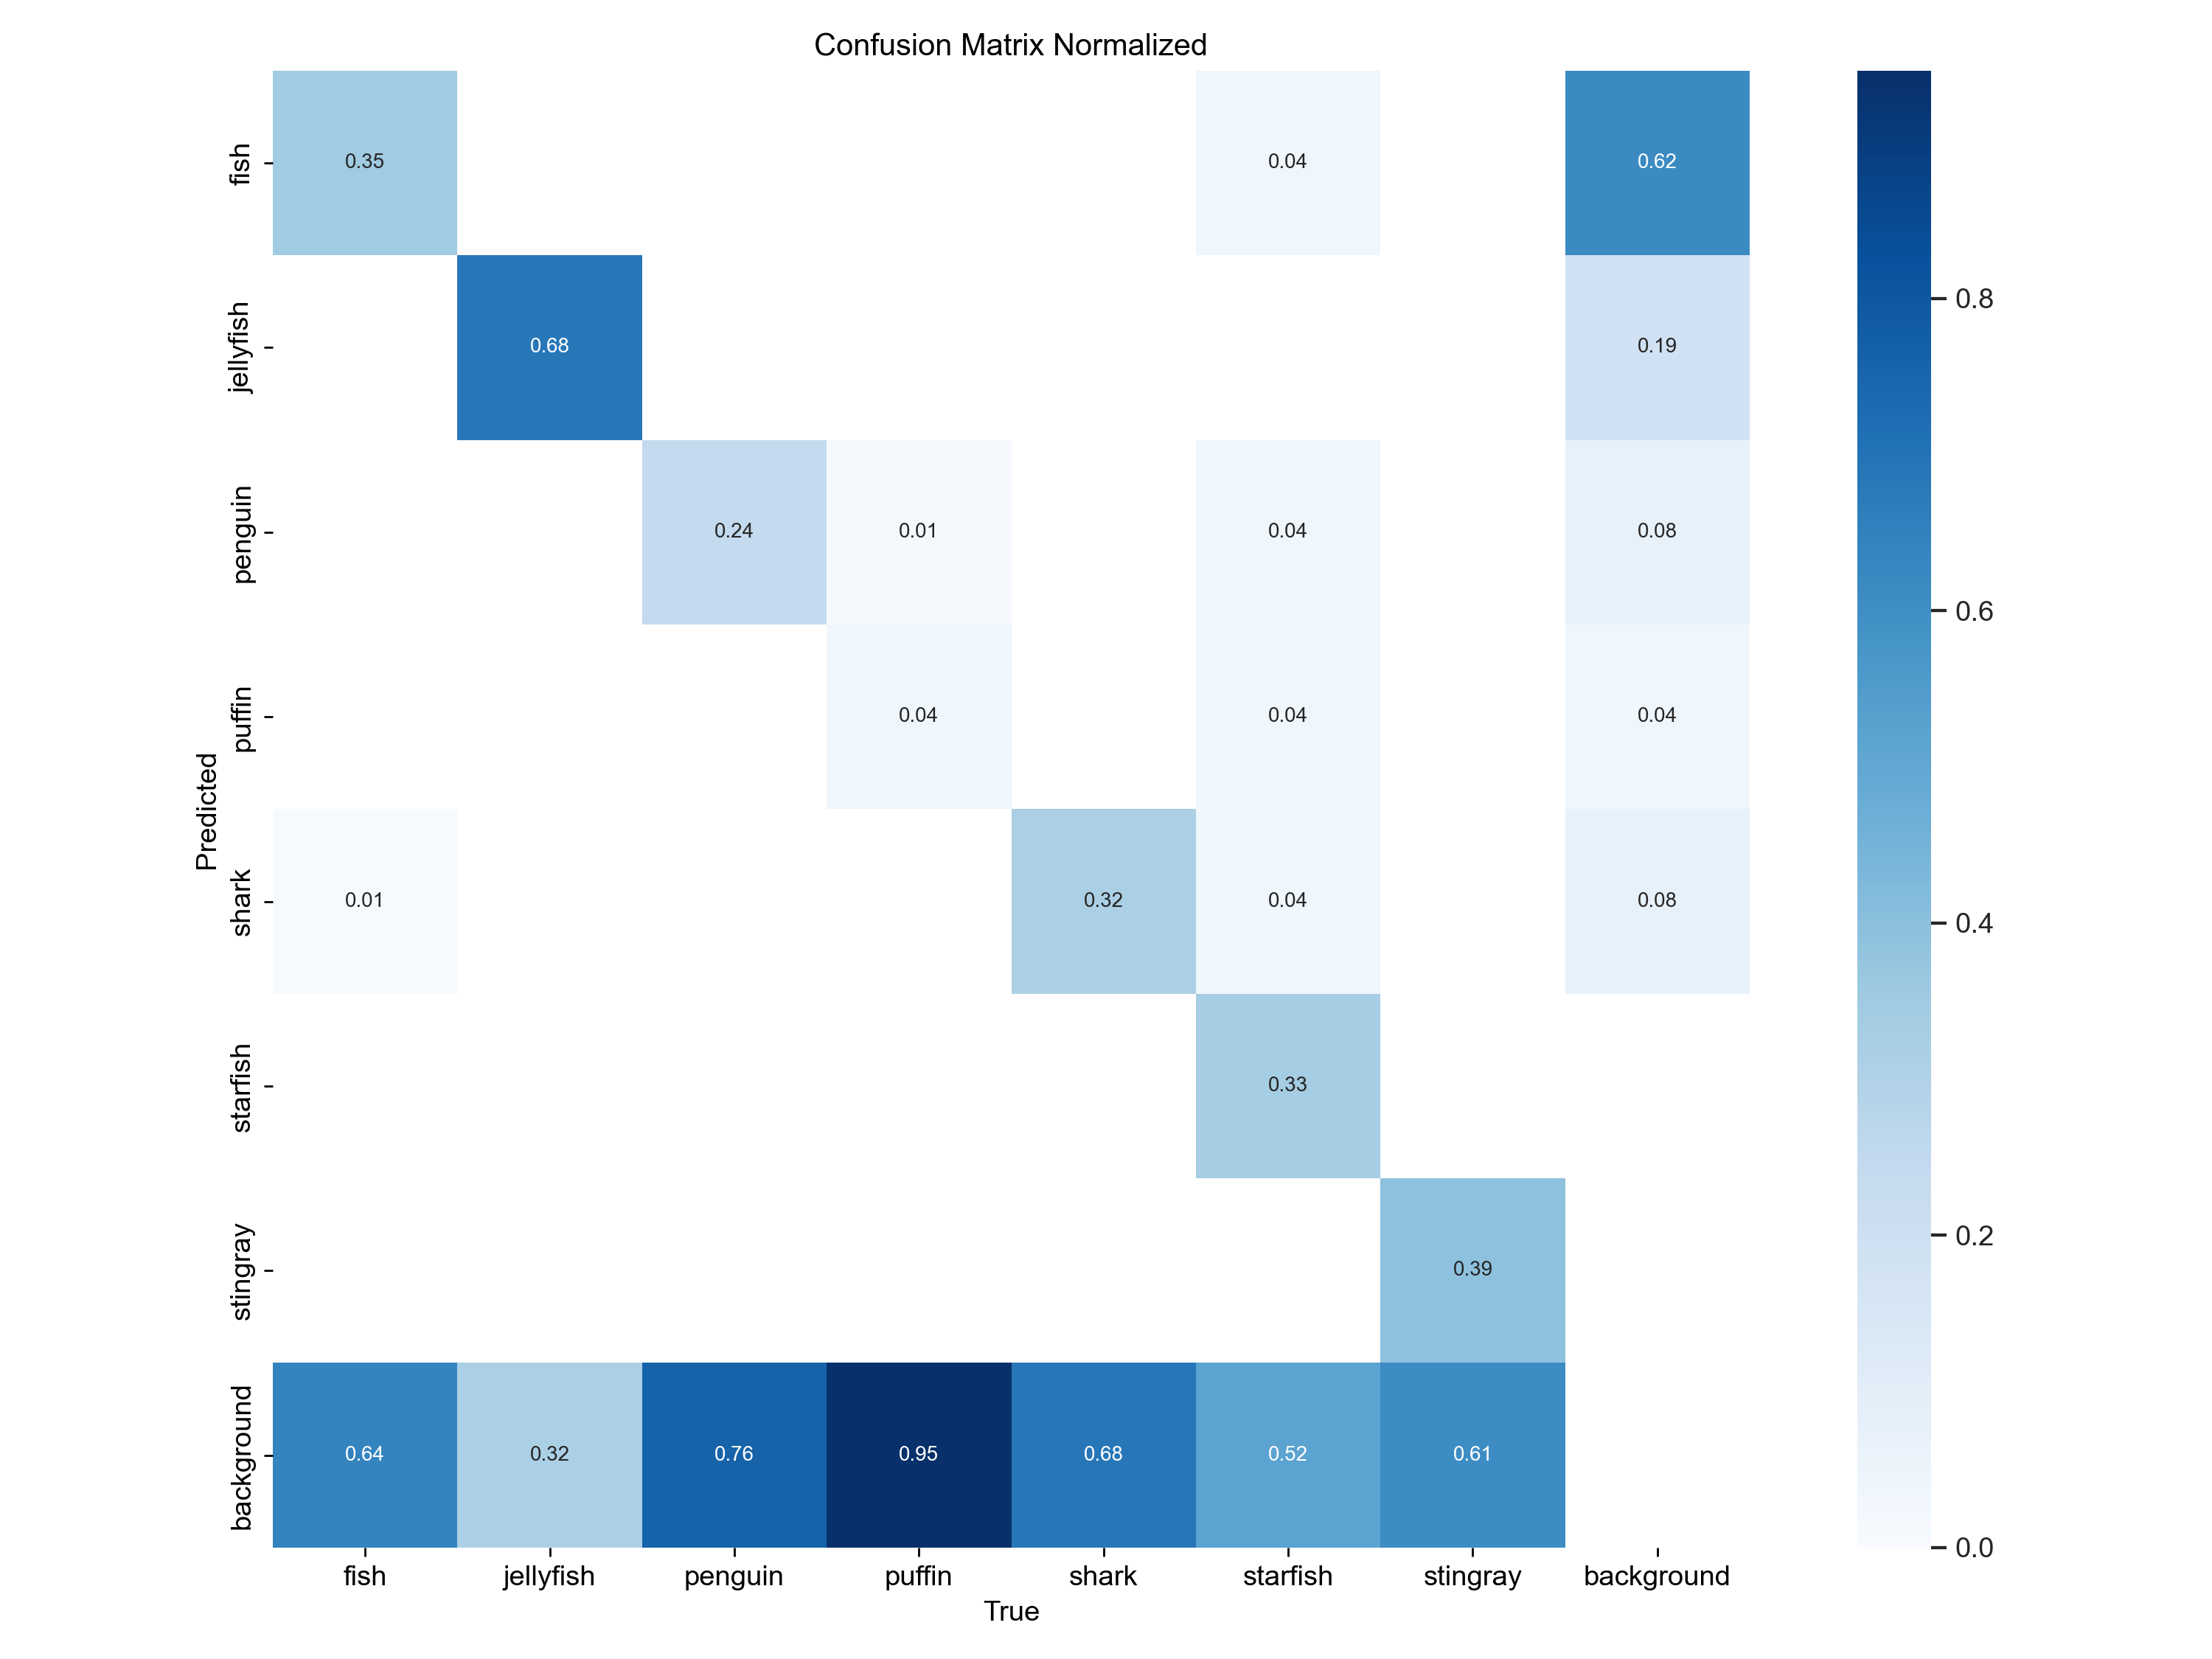 Confusion Matrix Normalized
fish
0.35
0.04
0.62
jellyfish
0.68
0.19
penguin
0.24
0.01
0.04
0.08
puffin
0.04
0.04
0.04
shark
0.01
0.32
0.04
0.08
starfish
0.33
stingray
0.39
background
0.64
0.32
0.76
0.95
0.68
0.52
0.61
Predicted
fish
jellyfish
penguin
puffin
shark
starfish
stingray
background
True
0.8
0.6
0.4
0.2
0.0